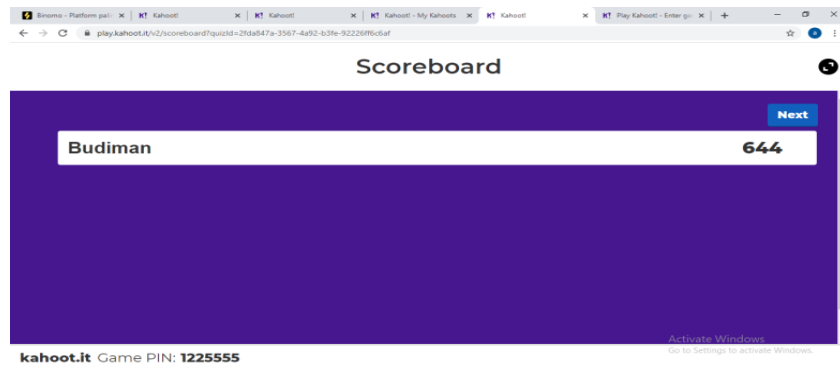 Binomo - Platform pali
K! Kahoot!
K! Kahoot!
K! Kahoot! - My Kahoots
K! Kahoot!
K! Play Kahoot! - Enter ga
play.kahoot.it/v2/scoreboard?quizId=2fda847a-3567-4a92-b3fe-92226ff6c6af
Scoreboard
Next
Budiman 644
Activate Windows
Go to Settings to activate Windows.
kahoot.it Game PIN: 1225555